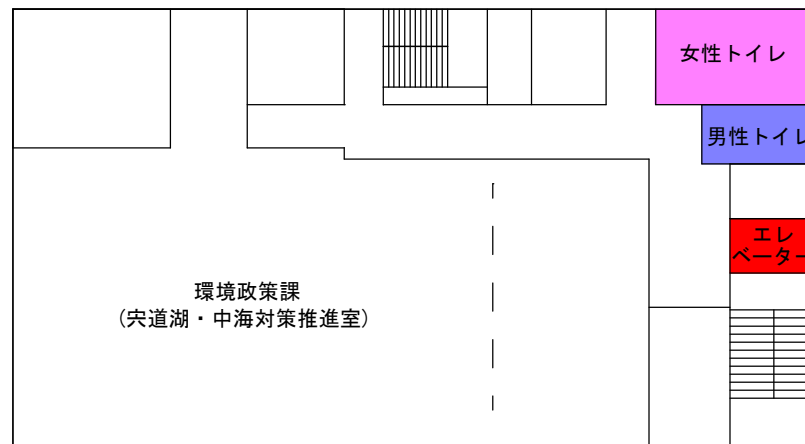 女性トイレ
男性トイレ
エレ
ベーター
環境政策課
(宍道湖・中海対策推進室)